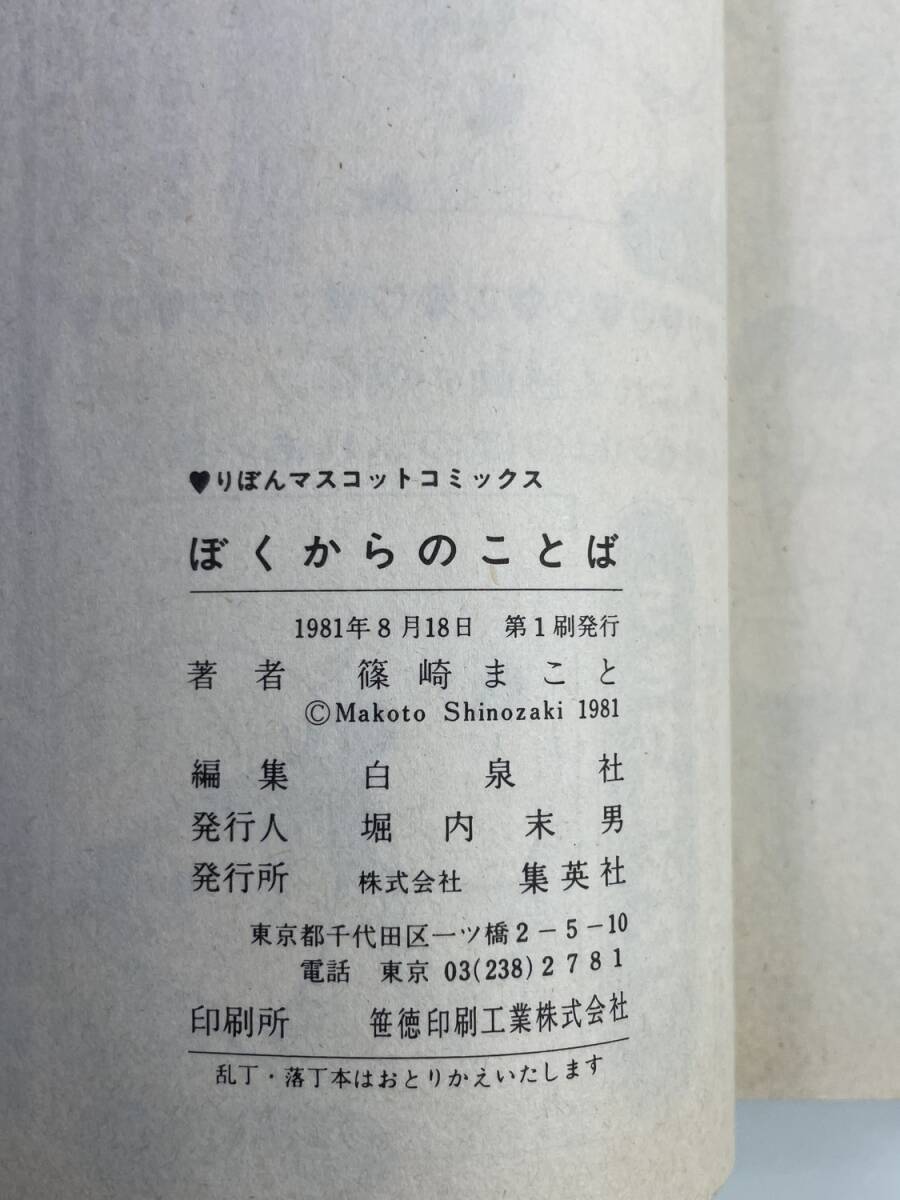 ♥りぼんマスコットコミックス
ぼくからのことば
1981年8月18日 第1刷発行
著者 篠崎まこと
©Makoto Shinozaki 1981
編集 白泉社
発行人 堀内末男
発行所 株式会社 集英社
東京都千代田区一ツ橋2-5-10
電話 東京 03(238)2781
印刷所 笹徳印刷工業株式会社
乱丁・落丁本はおとりかえいたします